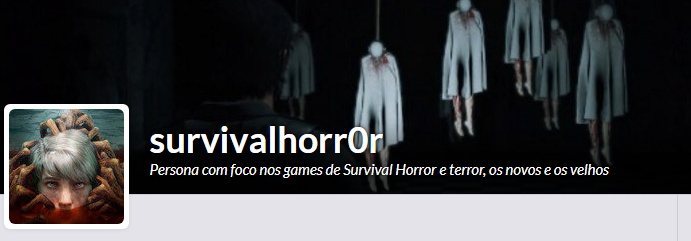 survivalhorr0r
Persona com foco nos games de Survival Horror e terror, os novos e os velhos